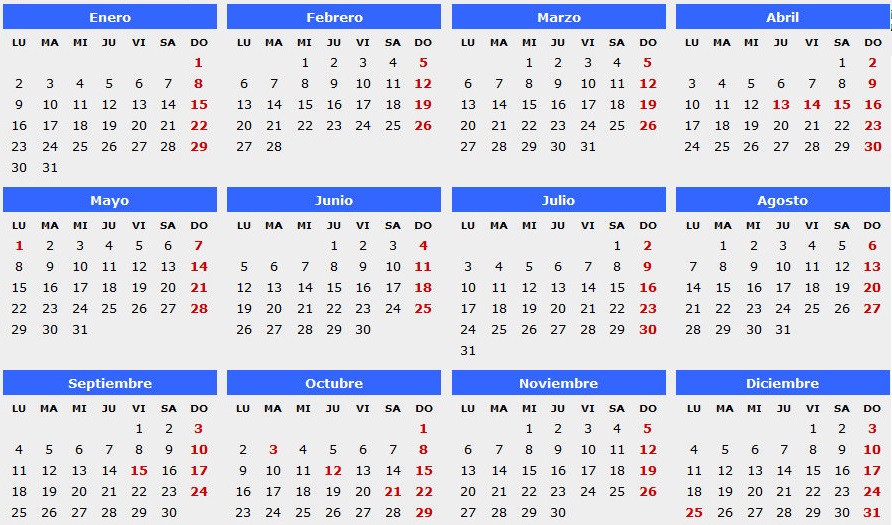 Enero
LU MA MI JU VI SA DO
1
2 3 4 5 6 7 8
9 10 11 12 13 14 15
16 17 18 19 20 21 22
23 24 25 26 27 28 29
30 31
Febrero
LU MA MI JU VI SA DO
1 2 3 4 5
6 7 8 9 10 11 12
13 14 15 16 17 18 19
20 21 22 23 24 25 26
27 28
Marzo
LU MA MI JU VI SA DO
1 2 3 4 5
6 7 8 9 10 11 12
13 14 15 16 17 18 19
20 21 22 23 24 25 26
27 28 29 30 31
Abril
LU MA MI JU VI SA DO
1 2
3 4 5 6 7 8 9
10 11 12 13 14 15 16
17 18 19 20 21 22 23
24 25 26 27 28 29 30
Mayo
LU MA MI JU VI SA DO
1 2 3 4 5 6 7
8 9 10 11 12 13 14
15 16 17 18 19 20 21
22 23 24 25 26 27 28
29 30 31
Junio
LU MA MI JU VI SA DO
1 2 3 4
5 6 7 8 9 10 11
12 13 14 15 16 17 18
19 20 21 22 23 24 25
26 27 28 29 30
Julio
LU MA MI JU VI SA DO
1 2
3 4 5 6 7 8 9
10 11 12 13 14 15 16
17 18 19 20 21 22 23
24 25 26 27 28 29 30
31
Agosto
LU MA MI JU VI SA DO
1 2 3 4 5 6
7 8 9 10 11 12 13
14 15 16 17 18 19 20
21 22 23 24 25 26 27
28 29 30 31
Septiembre
LU MA MI JU VI SA DO
1 2 3
4 5 6 7 8 9 10
11 12 13 14 15 16 17
18 19 20 21 22 23 24
25 26 27 28 29 30
Octubre
LU MA MI JU VI SA DO
1
2 3 4 5 6 7 8
9 10 11 12 13 14 15
16 17 18 19 20 21 22
23 24 25 26 27 28 29
Noviembre
LU MA MI JU VI SA DO
1 2 3 4 5
6 7 8 9 10 11 12
13 14 15 16 17 18 19
20 21 22 23 24 25 26
27 28 29 30
Diciembre
LU MA MI JU VI SA DO
1 2 3
4 5 6 7 8 9 10
11 12 13 14 15 16 17
18 19 20 21 22 23 24
25 26 27 28 29 30 31